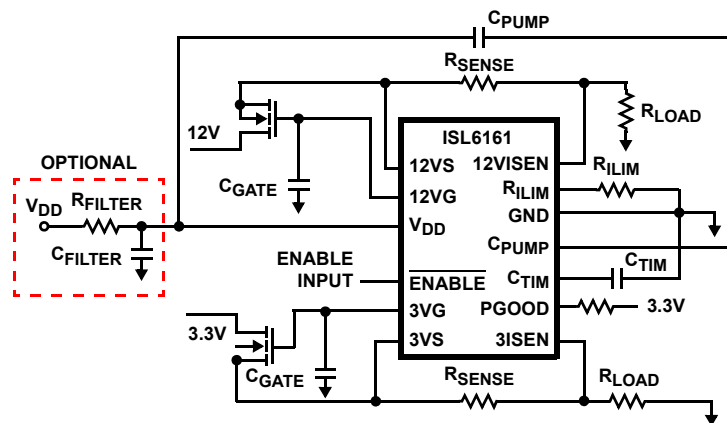 CPUMP
RSENSE
RLOAD
12V
ISL6161
OPTIONAL
12VS
12VISEN
RILIM
CGATE
12VG
RILIM
VDD
RFILTER
GND
VDD
CPUMP
CFILTER
CTIM
ENABLE
INPUT
ENABLE
CTIM
3VG
PGOOD
3.3V
3.3V
3VS
3ISEN
CGATE
RSENSE
RLOAD